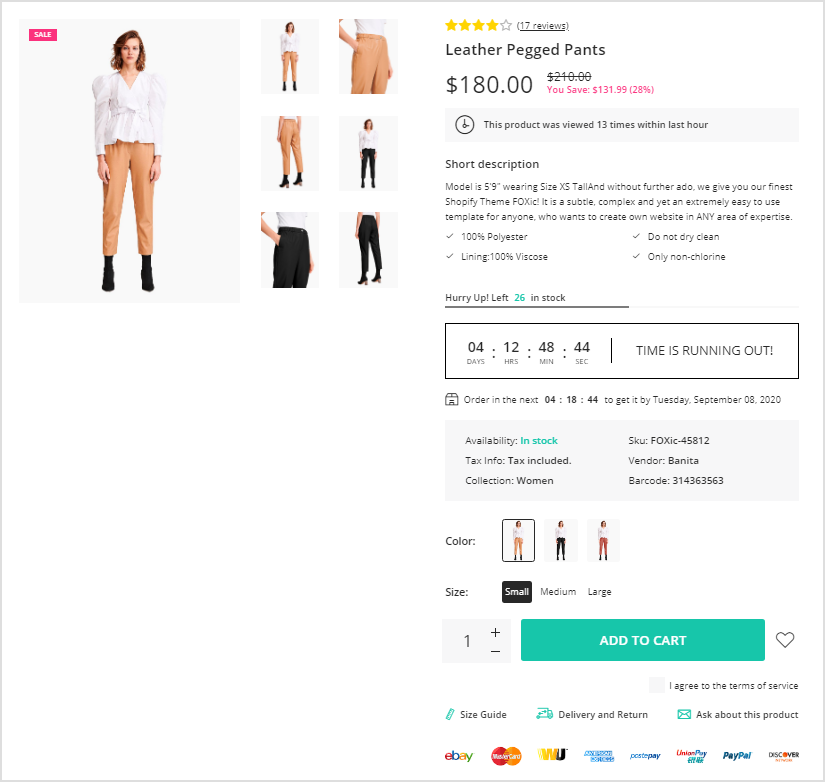 SALE
(17 reviews)
Leather Pegged Pants
$180.00 $210.00
You Save: $131.99 (28%)
This product was viewed 13 times within last hour
Short description
Model is 5'9" wearing Size XS TallAnd without further ado, we give you our finest
Shopify Theme FOXic! It is a subtle, complex and yet an extremely easy to use
template for anyone, who wants to create own website in ANY area of expertise.
100% Polyester Do not dry clean
Lining:100% Viscose Only non-chlorine
Hurry Up! Left 26 in stock
04 : 12 : 48 : 44 TIME IS RUNNING OUT!
DAYS HRS MIN SEC
Order in the next 04 : 18 : 44 to get it by Tuesday, September 08, 2020
Availability: In stock Sku: FOXic-45812
Tax Info: Tax included. Vendor: Banita
Collection: Women Barcode: 314363563
Color:
Size: Small Medium Large
1 + − ADD TO CART
I agree to the terms of service
Size Guide Delivery and Return Ask about this product
ebay MasterCard WU AMERICAN EXPRESS postepay UnionPay 银联 PayPal DISCOVER NETWORK